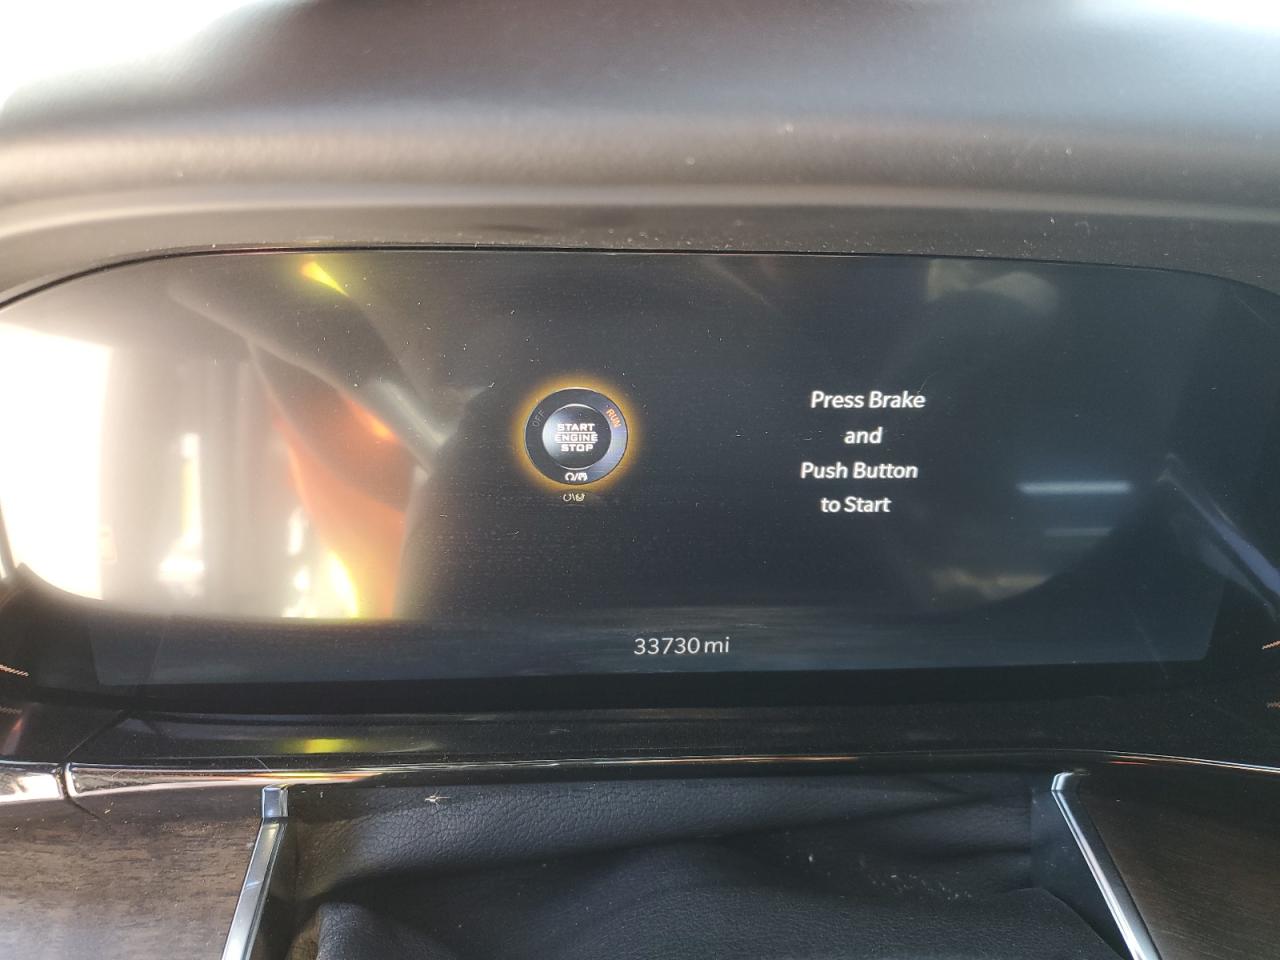 OFF
RUN
START
ENGINE
STOP
Press Brake
and
Push Button
to Start
33730 mi